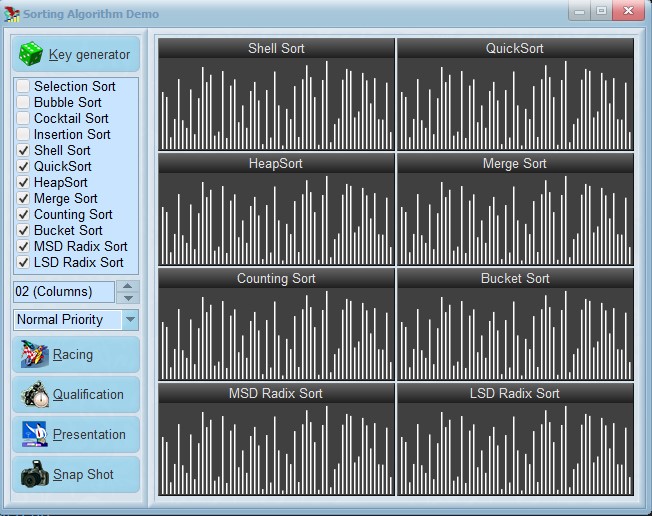 Sorting Algorithm Demo
Key generator
Selection Sort
Bubble Sort
Cocktail Sort
Insertion Sort
Shell Sort
QuickSort
HeapSort
Merge Sort
Counting Sort
Bucket Sort
MSD Radix Sort
LSD Radix Sort
02 (Columns)
Normal Priority
Racing
Qualification
Presentation
Snap Shot
Shell Sort
QuickSort
HeapSort
Merge Sort
Counting Sort
Bucket Sort
MSD Radix Sort
LSD Radix Sort